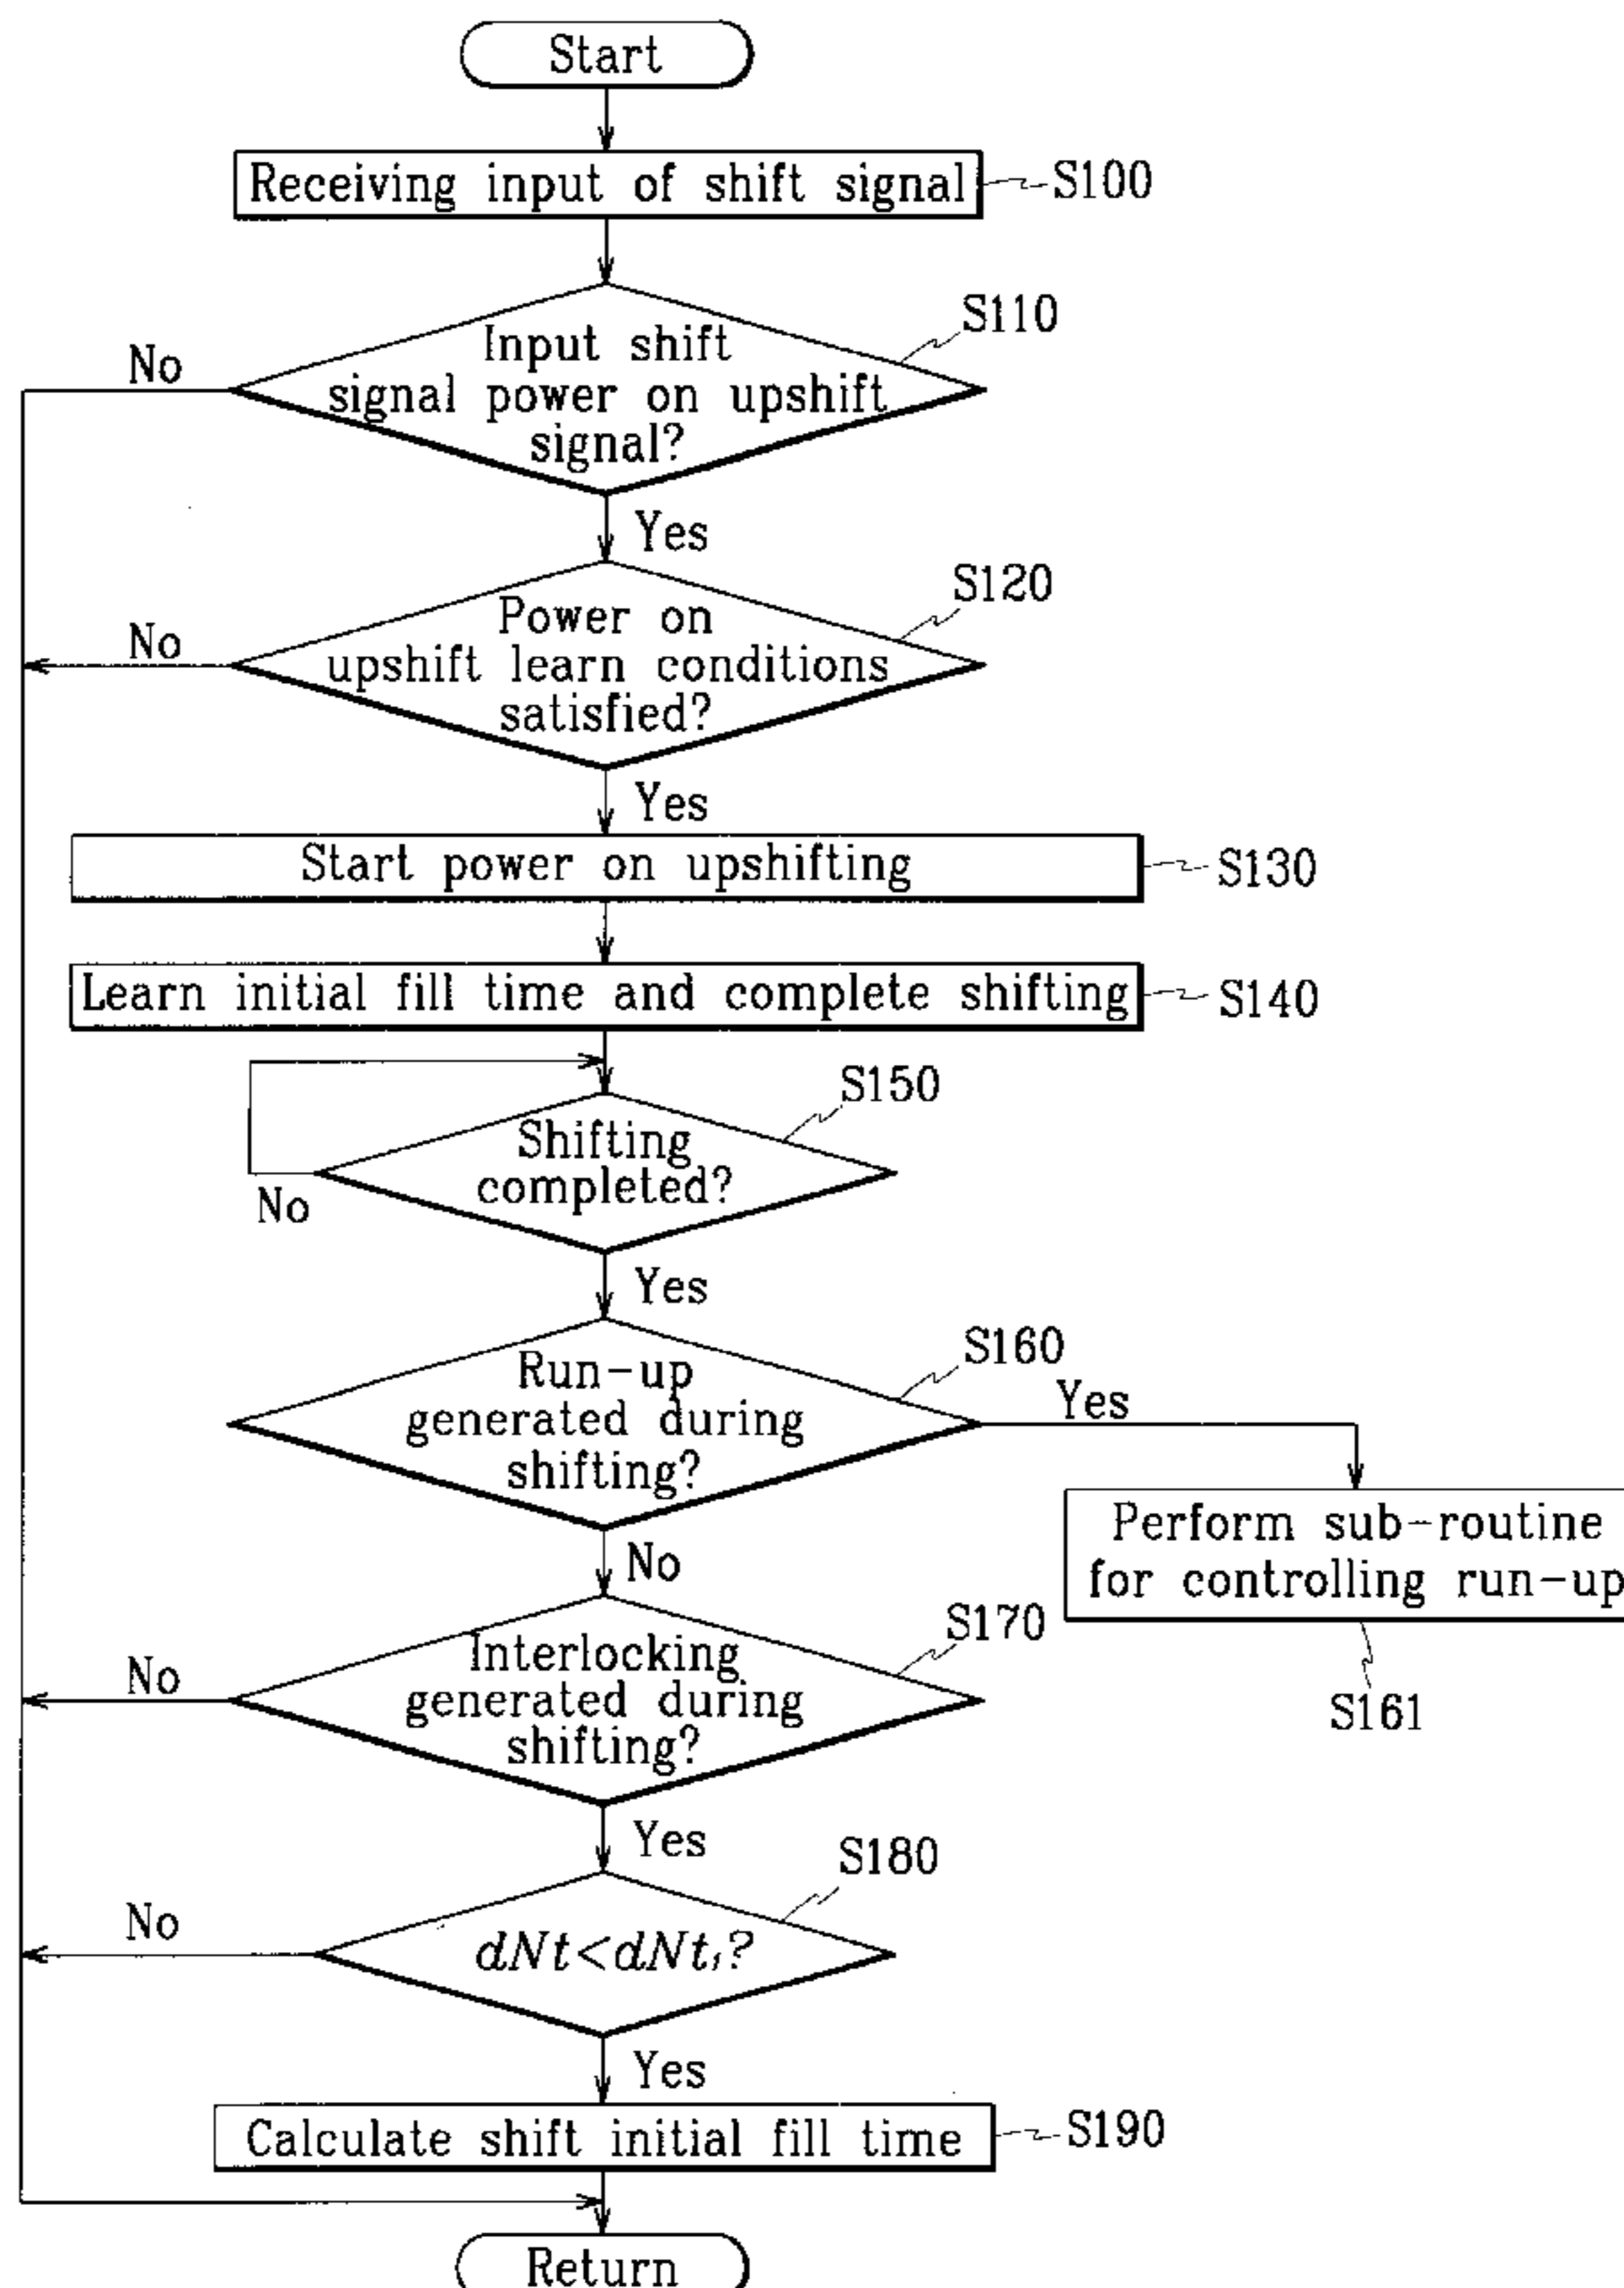 Start
Receiving input of shift signal
S100
Input shift
signal power on upshift
signal?
S110
No
Yes
Power on
upshift learn conditions
satisfied?
S120
No
Yes
Start power on upshifting
S130
Learn initial fill time and complete shifting
S140
Shifting
completed?
S150
No
Yes
Run-up
generated during
shifting?
S160
Yes
Perform sub-routine
for controlling run-up
S161
No
Interlocking
generated during
shifting?
S170
No
Yes
dNt<dNt,?
S180
No
Yes
Calculate shift initial fill time
S190
Return